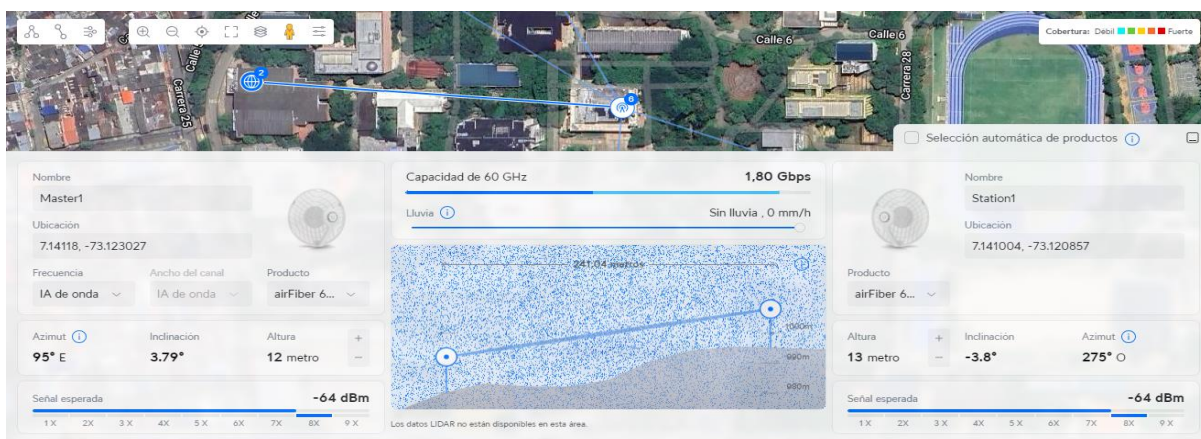 Calle 6
Calle 6
Cobertura: Débil Fuerte
Carrera 25
Carrera 28
2
6
Selección automática de productos
Nombre
Master1
Ubicación
7.14118, -73.123027
Frecuencia
Ancho del canal
Producto
IA de onda
IA de onda
airFiber 6...
Azimut
Inclinación
Altura
95° E
3.79°
12 metro
Señal esperada
-64 dBm
1X 2X 3X 4X 5X 6X 7X 8X 9X
Capacidad de 60 GHz
1,80 Gbps
Lluvia
Sin lluvia , 0 mm/h
241,04 metros
1000m
990m
980m
Los datos LIDAR no están disponibles en esta área.
Nombre
Station1
Ubicación
7.141004, -73.120857
Producto
airFiber 6...
Altura
Inclinación
Azimut
13 metro
-3.8°
275° O
Señal esperada
-64 dBm
1X 2X 3X 4X 5X 6X 7X 8X 9X